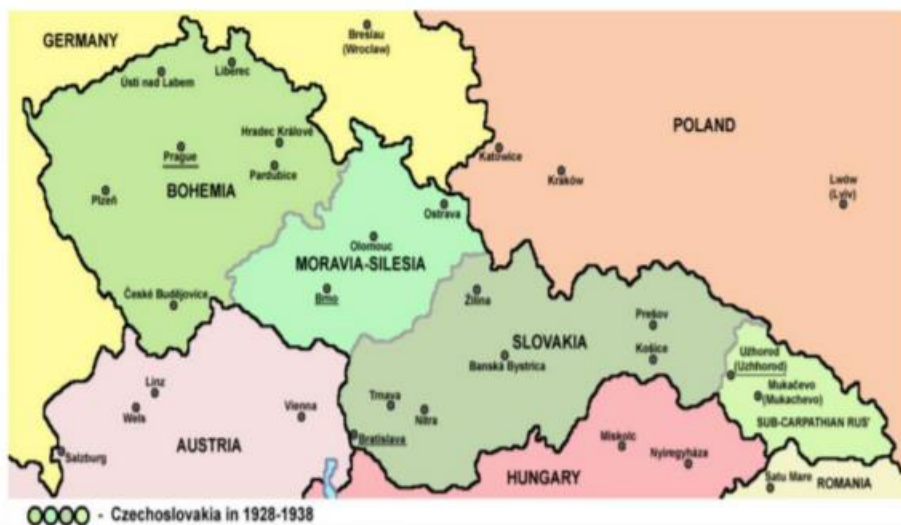 GERMANY
Breslau
(Wrocław)
Liberec
Ústí nad Labem
Hradec Králové
Prague
Pardubice
BOHEMIA
Plzeň
České Budějovice
POLAND
Katowice
Kraków
Lwów
(Lviv)
Ostrava
Olomouc
MORAVIA-SILESIA
Brno
Žilina
Prešov
SLOVAKIA
Košice
Banska Bystrica
Trnava
Nitra
Bratislava
Užhorod
(Uzhhorod)
Mukačevo
(Mukachevo)
SUB-CARPATHIAN RUS'
Linz
Wels
Vienna
AUSTRIA
Salzburg
Miskolc
Nyíregyháza
HUNGARY
Satu Mare
ROMANIA
- Czechoslovakia in 1928-1938